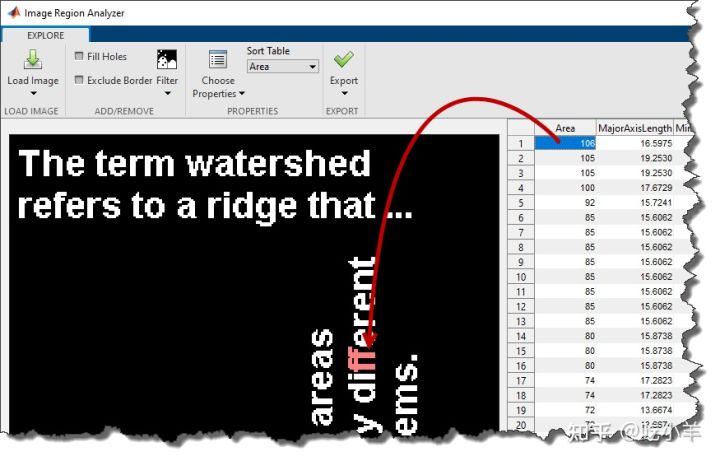 Image Region Analyzer
EXPLORE
Load Image
Fill Holes
Exclude Border
Filter
Choose
Properties
Sort Table
Area
Export
LOAD IMAGE
ADD/REMOVE
PROPERTIES
EXPORT
The term watershed
refers to a ridge that ...
areas
y different
ems.
Area MajorAxisLength Min
1 106 16.5975
2 105 19.2530
3 105 19.2530
4 100 17.6729
5 92 15.7241
6 85 15.6062
7 85 15.6062
8 85 15.6062
9 85 15.6062
10 85 15.6062
11 85 15.6062
12 85 15.6062
13 85 15.6062
14 80 15.8738
15 80 15.8738
16 80 15.8738
17 74 17.2823
18 74 17.2823
19 72 13.6674
20 72
知乎